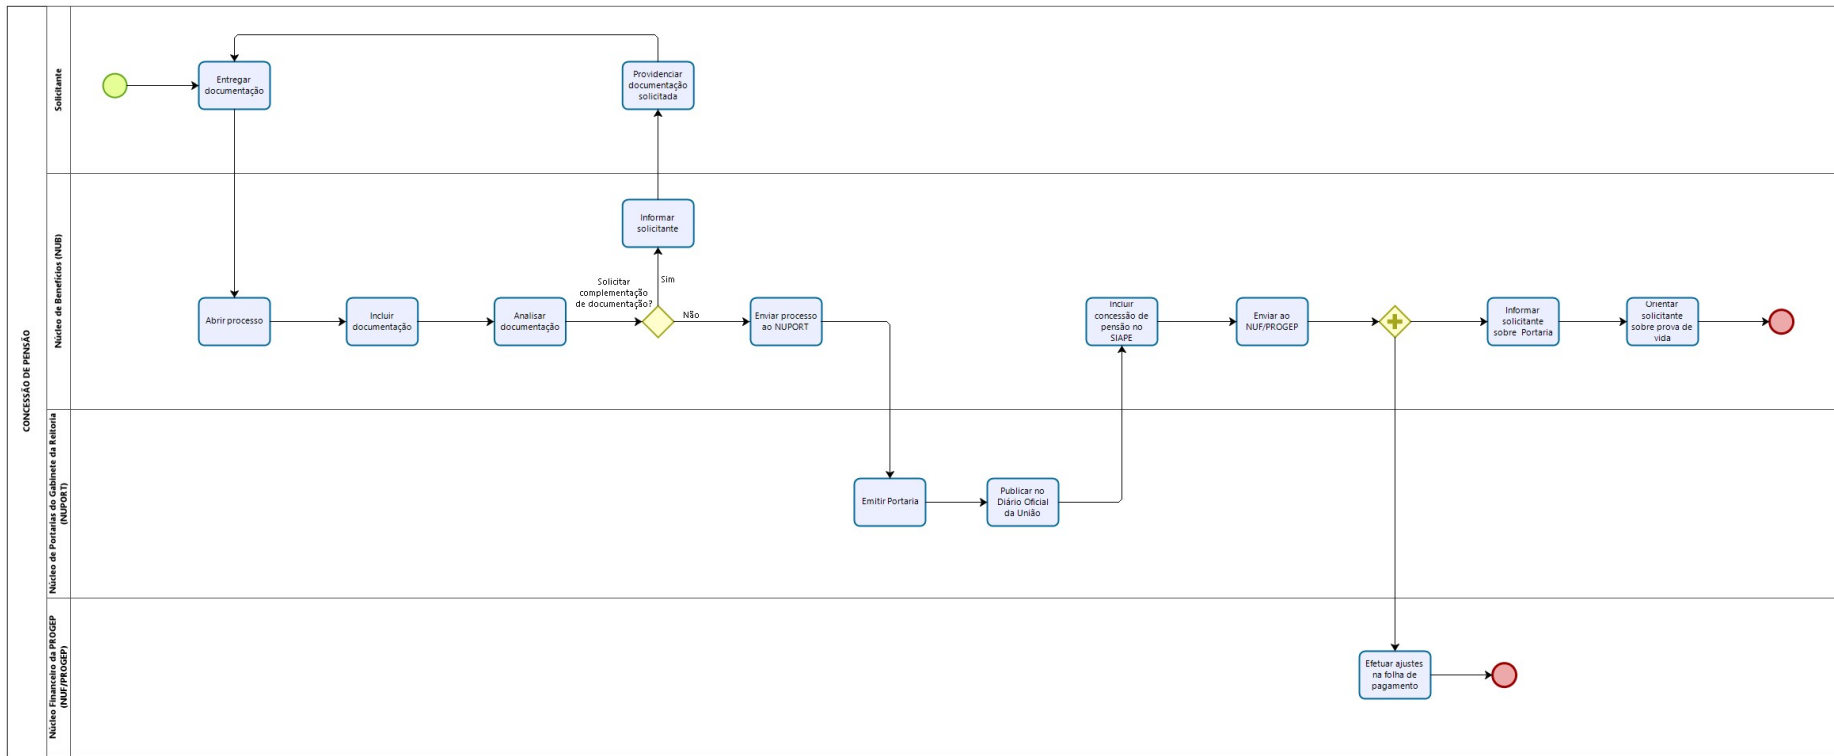 CONCESSÃO DE PENSÃO
Solicitante
Entregar
documentação
Providenciar
documentação
solicitada
Núcleo de Benefícios (NUB)
Informar
solicitante
Solicitar
complementação
de documentação?
Sim
Não
Abrir processo
Incluir
documentação
Analisar
documentação
Enviar processo
ao NUPORT
Incluir
concessão de
pensão no
SIAPE
Enviar ao
NUF/PROGEP
Informar
solicitante
sobre Portaria
Orientar
solicitante
sobre prova de
vida
Núcleo de Portarias do Gabinete da Reitoria
(NUPORT)
Emitir Portaria
Publicar no
Diário Oficial
da União
Núcleo Financeiro da PROGEP
(NUF/PROGEP)
Efetuar ajustes
na folha de
pagamento